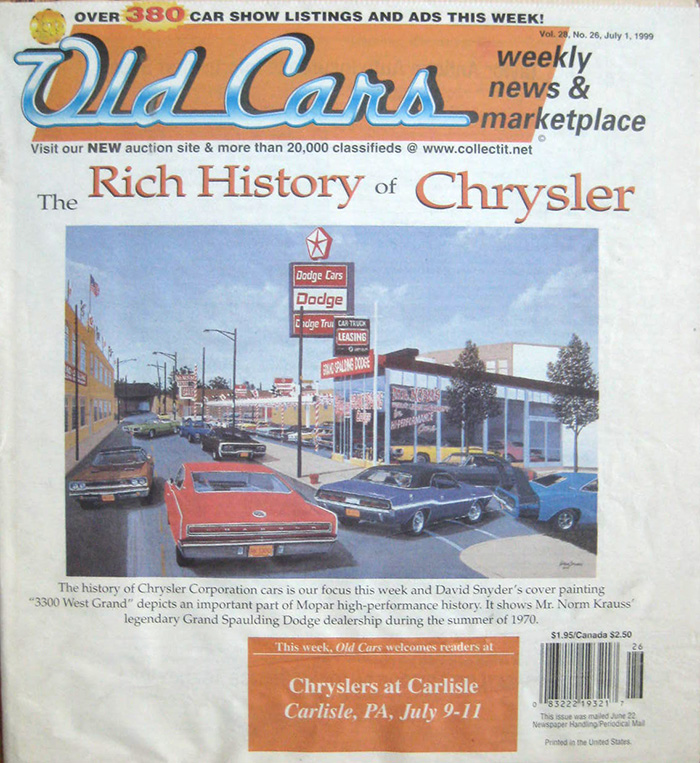 OVER 380 CAR SHOW LISTINGS AND ADS THIS WEEK!
Vol. 28, No. 26, July 1, 1999
Old Cars
weekly
news &
marketplace
©
Visit our NEW auction site & more than 20,000 classifieds @ www.collectit.net
The Rich History of Chrysler
Dodge Cars
Dodge
Dodge Truc
CAR·TRUCK
LEASING
GRAND SPAULDING DODGE
The history of Chrysler Corporation cars is our focus this week and David Snyder's cover painting
"3300 West Grand" depicts an important part of Mopar high-performance history. It shows Mr. Norm Krauss'
legendary Grand Spaulding Dodge dealership during the summer of 1970.
This week, Old Cars welcomes readers at
Chryslers at Carlisle
Carlisle, PA, July 9-11
$1.95/Canada $2.50
26
0 83222 19321 7
This issue was mailed June 22.
Newspaper Handling/Periodical Mail
Printed in the United States.